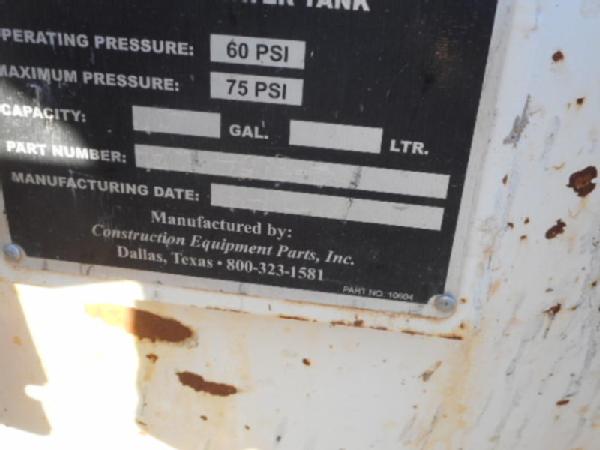 TANK
OPERATING PRESSURE: 60 PSI
MAXIMUM PRESSURE: 75 PSI
CAPACITY: GAL. LTR.
PART NUMBER:
MANUFACTURING DATE:
Manufactured by:
Construction Equipment Parts, Inc.
Dallas, Texas • 800-323-1581
PART NO. 10604